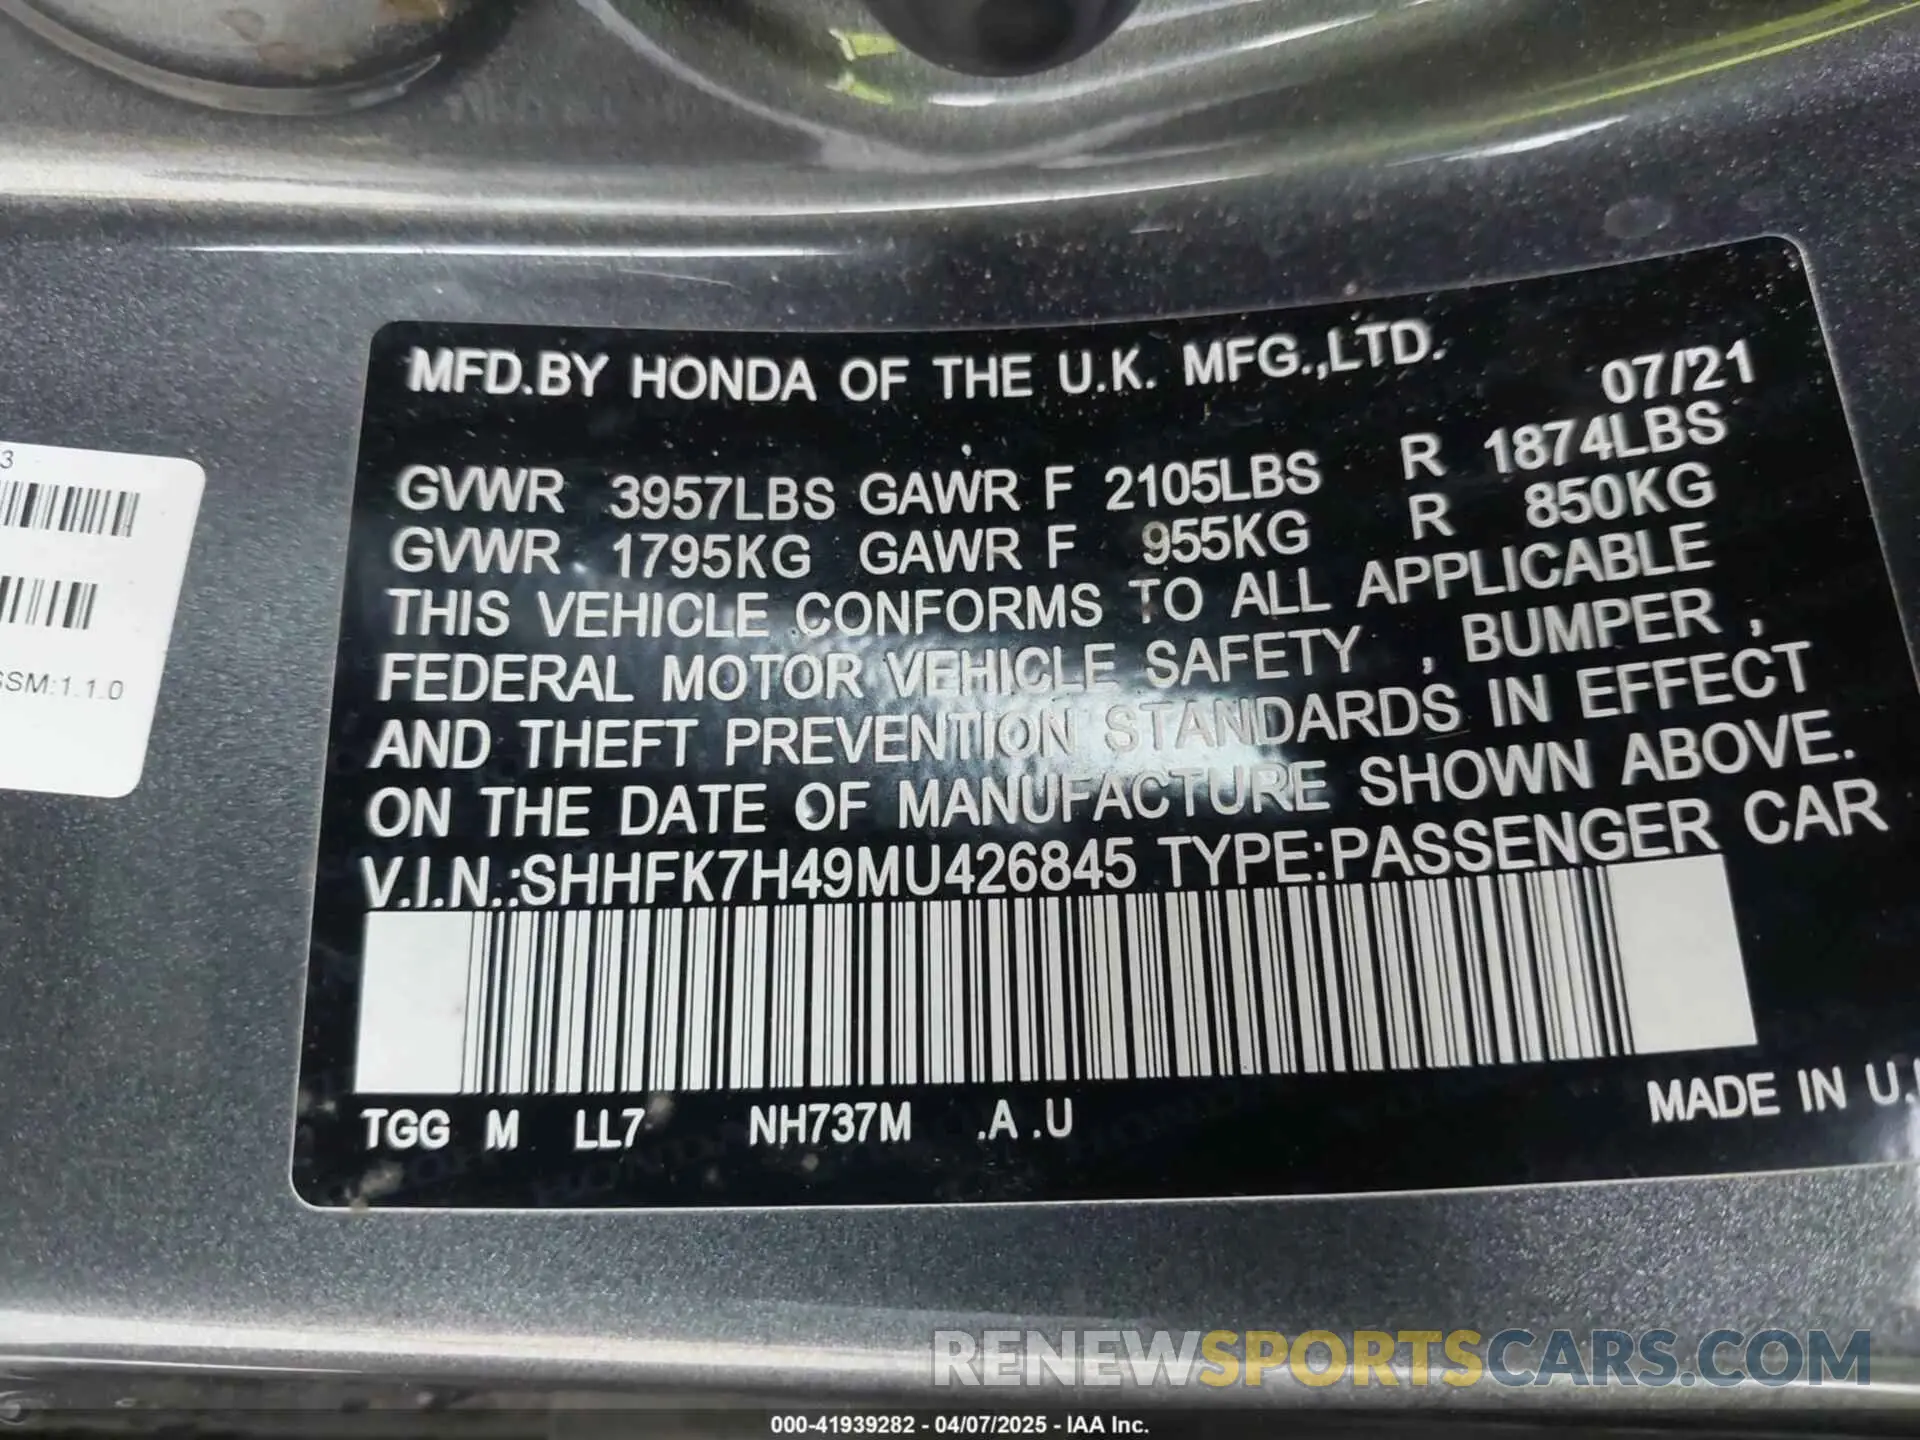 MFD.BY HONDA OF THE U.K. MFG.,LTD. 07/21
GVWR 3957LBS GAWR F 2105LBS R 1874LBS
GVWR 1795KG GAWR F 955KG R 850KG
THIS VEHICLE CONFORMS TO ALL APPLICABLE
FEDERAL MOTOR VEHICLE SAFETY , BUMPER ,
AND THEFT PREVENTION STANDARDS IN EFFECT
ON THE DATE OF MANUFACTURE SHOWN ABOVE.
V.I.N.:SHHFK7H49MU426845 TYPE:PASSENGER CAR
TGG M LL7 NH737M .A .U MADE IN U.
3
SSM:1.1.0
RENEWSPORTSCARS.COM
000-41939282 - 04/07/2025 - IAA Inc.